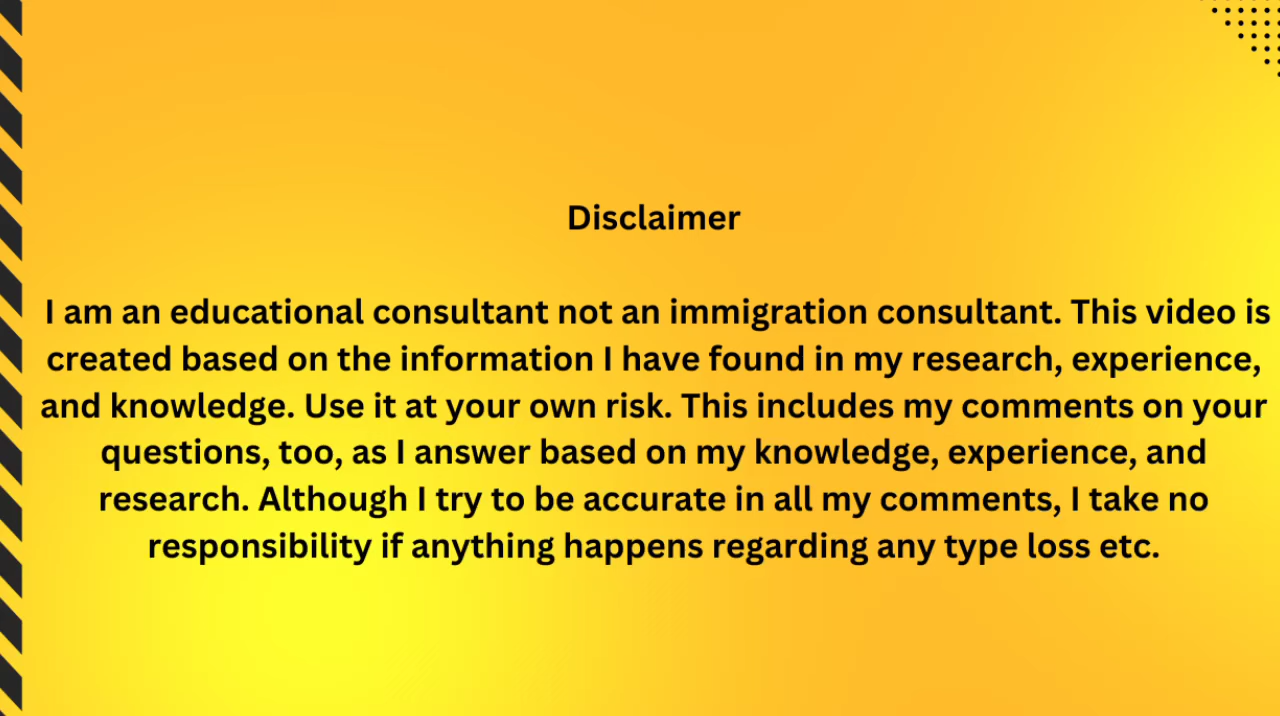 Disclaimer
I am an educational consultant not an immigration consultant. This video is
created based on the information I have found in my research, experience,
and knowledge. Use it at your own risk. This includes my comments on your
questions, too, as I answer based on my knowledge, experience, and
research. Although I try to be accurate in all my comments, I take no
responsibility if anything happens regarding any type loss etc.